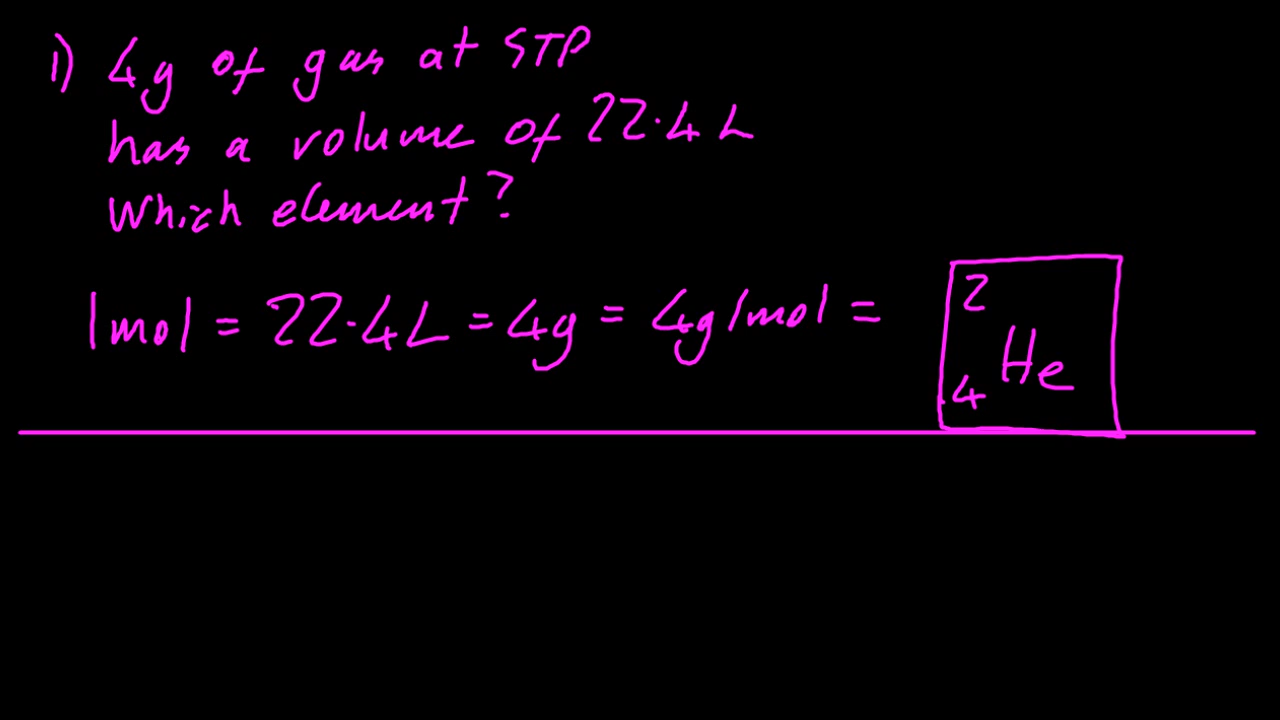 1) 4g of gas at STP
has a volume of 22.4 L
Which element?
1mol = 22.4L = 4g = 4g/mol =
2
He
4